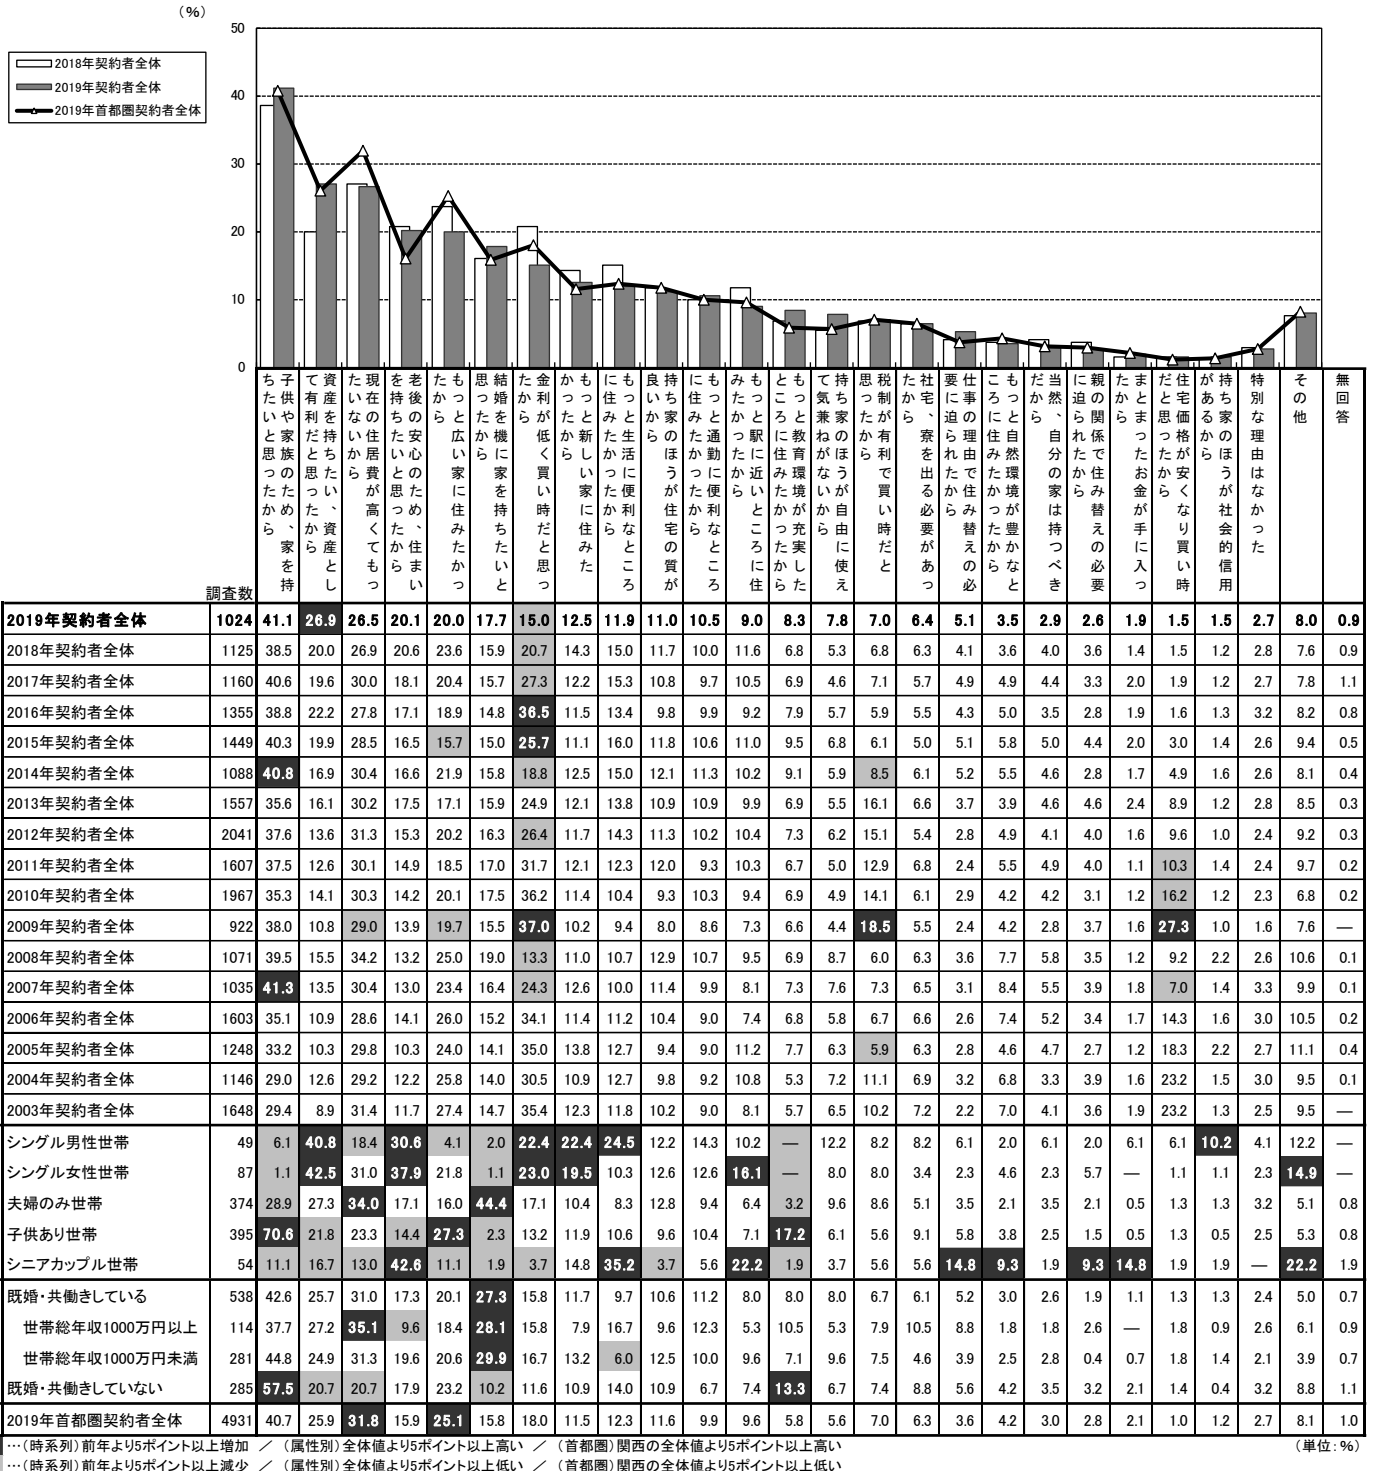 (％)
50
40
30
20
10
0
2018年契約者全体
2019年契約者全体
2019年首都圏契約者全体
子供や家族のため、家を持ちたいと思ったから
資産を持ちたい、資産として有利だと思ったから
現在の住居費が高くてもったいないから
老後の安心のため、住まいを持ちたいと思ったから
もっと広い家に住みたかったから
結婚を機に家を持ちたいと思ったから
金利が低く買い時だと思ったから
もっと新しい家に住みたかったから
もっと生活に便利なところに住みたかったから
持ち家のほうが住宅の質が良いから
もっと通勤に便利なところに住みたかったから
もっと駅に近いところに住みたかったから
もっと教育環境が充実したところに住みたかったから
持ち家のほうが自由に使えて気兼ねがないから
税制が有利で買い時だと思ったから
社宅、寮を出る必要があったから
仕事の理由で住み替えの必要に迫られたから
もっと自然環境が豊かなところに住みたかったから
当然、自分の家は持つべきだから
親の関係で住み替えの必要に迫られたから
まとまったお金が手に入ったから
住宅価格が安くなり買い時だと思ったから
持ち家のほうが社会的信用があるから
特別な理由はなかった
その他
無回答
調査数
2019年契約者全体 1024 41.1 26.9 26.5 20.1 20.0 17.7 15.0 12.5 11.9 11.0 10.5 9.0 8.3 7.8 7.0 6.4 5.1 3.5 2.9 2.6 1.9 1.5 1.5 2.7 8.0 0.9
2018年契約者全体 1125 38.5 20.0 26.9 20.6 23.6 15.9 20.7 14.3 15.0 11.7 10.0 11.6 6.8 5.3 6.8 6.3 4.1 3.6 4.0 3.6 1.4 1.5 1.2 2.8 7.6 0.9
2017年契約者全体 1160 40.6 19.6 30.0 18.1 20.4 15.7 27.3 12.2 15.3 10.8 9.7 10.5 6.9 4.6 7.1 5.7 4.9 4.9 4.4 3.3 2.0 1.9 1.2 2.7 7.8 1.1
2016年契約者全体 1355 38.8 22.2 27.8 17.1 18.9 14.8 36.5 11.5 13.4 9.8 9.9 9.2 7.9 5.7 5.9 5.5 4.3 5.0 3.5 2.8 1.9 1.6 1.3 3.2 8.2 0.8
2015年契約者全体 1449 40.3 19.9 28.5 16.5 15.7 15.0 25.7 11.1 16.0 11.8 10.6 11.0 9.5 6.8 6.1 5.0 5.1 5.8 5.0 4.4 2.0 3.0 1.4 2.6 9.4 0.5
2014年契約者全体 1088 40.8 16.9 30.4 16.6 21.9 15.8 18.8 12.5 15.0 12.1 11.3 10.2 9.1 5.9 8.5 6.1 5.2 5.5 4.6 2.8 1.7 4.9 1.6 2.6 8.1 0.4
2013年契約者全体 1557 35.6 16.1 30.2 17.5 17.1 15.9 24.9 12.1 13.8 10.9 10.9 9.9 6.9 5.5 16.1 6.6 3.7 3.9 4.6 4.6 2.4 8.9 1.2 2.8 8.5 0.3
2012年契約者全体 2041 37.6 13.6 31.3 15.3 20.2 16.3 26.4 11.7 14.3 11.3 10.2 10.4 7.3 6.2 15.1 5.4 2.8 4.9 4.1 4.0 1.6 9.6 1.0 2.4 9.2 0.3
2011年契約者全体 1607 37.5 12.6 30.1 14.9 18.5 17.0 31.7 12.1 12.3 12.0 9.3 10.3 6.7 5.0 12.9 6.8 2.4 5.5 4.9 4.0 1.1 10.3 1.4 2.4 9.7 0.2
2010年契約者全体 1967 35.3 14.1 30.3 14.2 20.1 17.5 36.2 11.4 10.4 9.3 10.3 9.4 6.9 4.9 14.1 6.1 2.9 4.2 4.2 3.1 1.2 16.2 1.2 2.3 6.8 0.2
2009年契約者全体 922 38.0 10.8 29.0 13.9 19.7 15.5 37.0 10.2 9.4 8.0 8.6 7.3 6.6 4.4 18.5 5.5 2.4 4.2 2.8 3.7 1.6 27.3 1.0 1.6 7.6 —
2008年契約者全体 1071 39.5 15.5 34.2 13.2 25.0 19.0 13.3 11.0 10.7 12.9 10.7 9.5 6.9 8.7 6.0 6.3 3.6 7.7 5.8 3.5 1.2 9.2 2.2 2.6 10.6 0.1
2007年契約者全体 1035 41.3 13.5 30.4 13.0 23.4 16.4 24.3 12.6 10.0 11.4 9.9 8.1 7.3 7.6 7.3 6.5 3.1 8.4 5.5 3.9 1.8 7.0 1.4 3.3 9.9 0.1
2006年契約者全体 1603 35.1 10.9 28.6 14.1 26.0 15.2 34.1 11.4 11.2 10.4 9.0 7.4 6.8 5.8 6.7 6.6 2.6 7.4 5.2 3.4 1.7 14.3 1.6 3.0 10.5 0.2
2005年契約者全体 1248 33.2 10.3 29.8 10.3 24.0 14.1 35.0 13.8 12.7 9.4 9.0 11.2 7.7 6.3 5.9 6.3 2.8 4.6 4.7 2.7 1.2 18.3 2.2 2.7 11.1 0.4
2004年契約者全体 1146 29.0 12.6 29.2 12.2 25.8 14.0 30.5 10.9 12.7 9.8 9.2 10.8 5.3 7.2 11.1 6.9 3.2 6.8 3.3 3.9 1.6 23.2 1.5 3.0 9.5 0.1
2003年契約者全体 1648 29.4 8.9 31.4 11.7 27.4 14.7 35.4 12.3 11.8 10.2 9.0 8.1 5.7 6.5 10.2 7.2 2.2 7.0 4.1 3.6 1.9 23.2 1.3 2.5 9.5 —
シングル男性世帯 49 6.1 40.8 18.4 30.6 4.1 2.0 22.4 22.4 24.5 12.2 14.3 10.2 — 12.2 8.2 8.2 6.1 2.0 6.1 2.0 6.1 6.1 10.2 4.1 12.2 —
シングル女性世帯 87 1.1 42.5 31.0 37.9 21.8 1.1 23.0 19.5 10.3 12.6 12.6 16.1 — 8.0 8.0 3.4 2.3 4.6 2.3 5.7 — 1.1 1.1 2.3 14.9 —
夫婦のみ世帯 374 28.9 27.3 34.0 17.1 16.0 44.4 17.1 10.4 8.3 12.8 9.4 6.4 3.2 9.6 8.6 5.1 3.5 2.1 3.5 2.1 0.5 1.3 1.3 3.2 5.1 0.8
子供あり世帯 395 70.6 21.8 23.3 14.4 27.3 2.3 13.2 11.9 10.6 9.6 10.4 7.1 17.2 6.1 5.6 9.1 5.8 3.8 2.5 1.5 0.5 1.3 0.5 2.5 5.3 0.8
シニアカップル世帯 54 11.1 16.7 13.0 42.6 11.1 1.9 3.7 14.8 35.2 3.7 5.6 22.2 1.9 3.7 5.6 5.6 14.8 9.3 1.9 9.3 14.8 1.9 1.9 — 22.2 1.9
既婚・共働きしている 538 42.6 25.7 31.0 17.3 20.1 27.3 15.8 11.7 9.7 10.6 11.2 8.0 8.0 8.0 6.7 6.1 5.2 3.0 2.6 1.9 1.1 1.3 1.3 2.4 5.0 0.7
世帯総年収1000万円以上 114 37.7 27.2 35.1 9.6 18.4 28.1 15.8 7.9 16.7 9.6 12.3 5.3 10.5 5.3 7.9 10.5 8.8 1.8 1.8 2.6 — 1.8 0.9 2.6 6.1 0.9
世帯総年収1000万円未満 281 44.8 24.9 31.3 19.6 20.6 29.9 16.7 13.2 6.0 12.5 10.0 9.6 7.1 9.6 7.5 4.6 3.9 2.5 2.8 0.4 0.7 1.8 1.4 2.1 3.9 0.7
既婚・共働きしていない 285 57.5 20.7 20.7 17.9 23.2 10.2 11.6 10.9 14.0 10.9 6.7 7.4 13.3 6.7 7.4 8.8 5.6 4.2 3.5 3.2 2.1 1.4 0.4 3.2 8.8 1.1
2019年首都圏契約者全体 4931 40.7 25.9 31.8 15.9 25.1 15.8 18.0 11.5 12.3 11.6 9.9 9.6 5.8 5.6 7.0 6.3 3.6 4.2 3.0 2.8 2.1 1.0 1.2 2.7 8.1 1.0
…（時系列）前年より5ポイント以上増加 ／ （属性別）全体値より5ポイント以上高い ／ （首都圏）関西の全体値より5ポイント以上高い (単位：％)
…（時系列）前年より5ポイント以上減少 ／ （属性別）全体値より5ポイント以上低い ／ （首都圏）関西の全体値より5ポイント以上低い